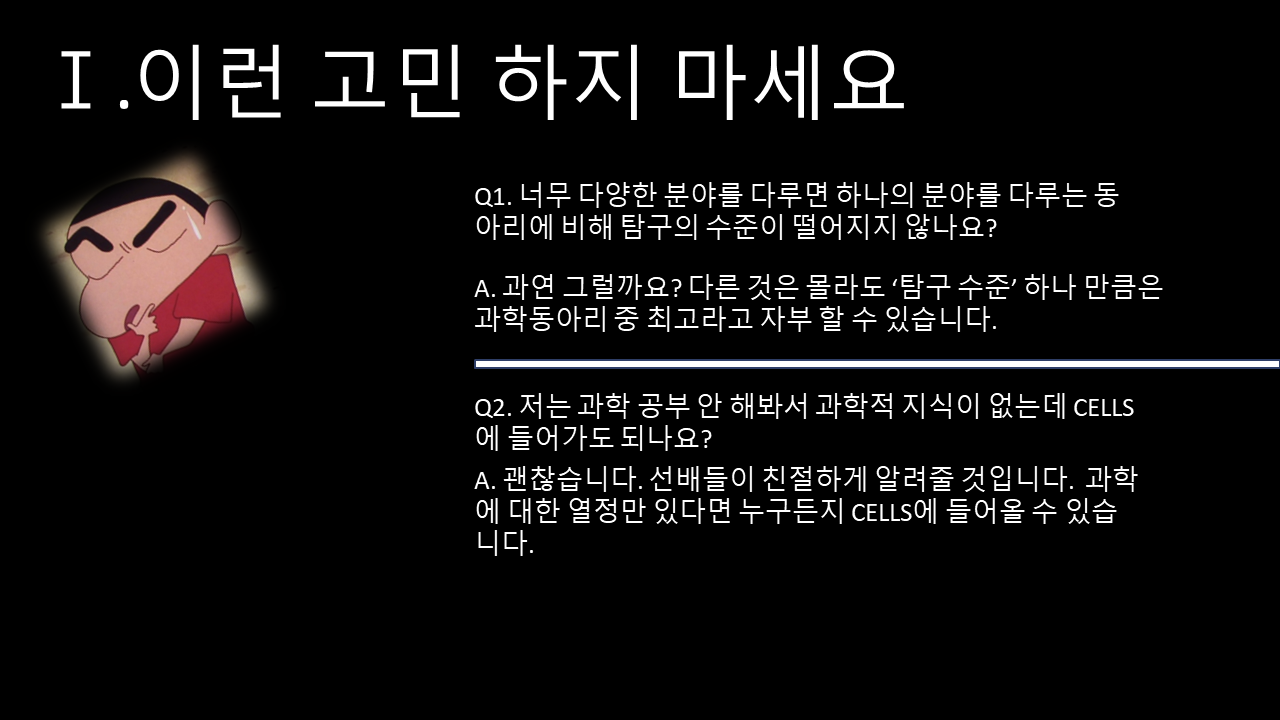 Ⅰ.이런 고민 하지 마세요
Q1. 너무 다양한 분야를 다루면 하나의 분야를 다루는 동
아리에 비해 탐구의 수준이 떨어지지 않나요?
A. 과연 그럴까요? 다른 것은 몰라도 ‘탐구 수준’ 하나 만큼은
과학동아리 중 최고라고 자부 할 수 있습니다.
Q2. 저는 과학 공부 안 해봐서 과학적 지식이 없는데 CELLS
에 들어가도 되나요?
A. 괜찮습니다. 선배들이 친절하게 알려줄 것입니다. 과학
에 대한 열정만 있다면 누구든지 CELLS에 들어올 수 있습
니다.